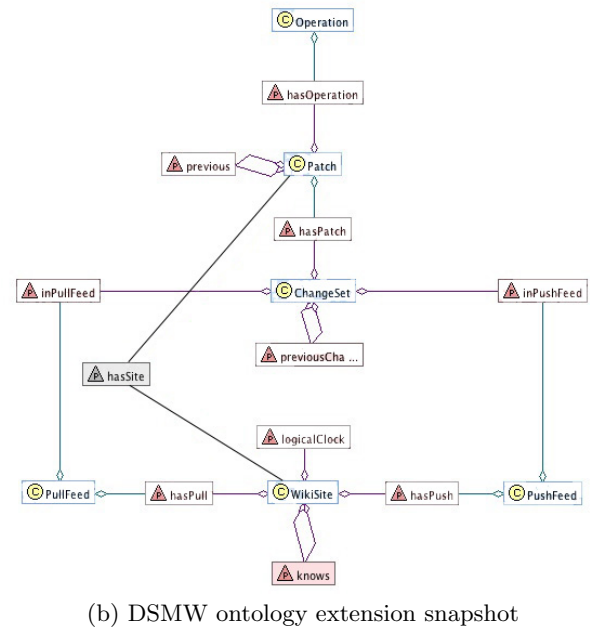 C Operation
P hasOperation
P previous
C Patch
P hasPatch
P inPullFeed
C ChangeSet
P inPushFeed
P previousCha ...
P hasSite
P logicalClock
C PullFeed
P hasPull
C WikiSite
P hasPush
C PushFeed
P knows
(b) DSMW ontology extension snapshot